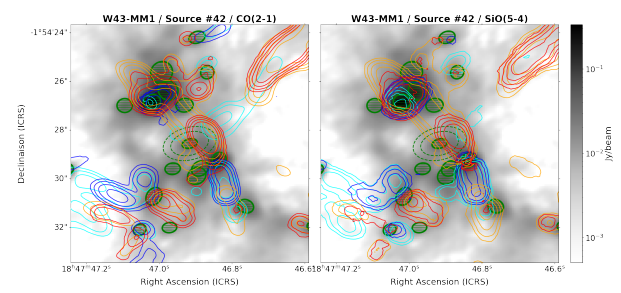 W43-MM1 / Source #42 / CO(2-1) W43-MM1 / Source #42 / SiO(5-4)
-1°54'24"
26"
28"
30"
32"
Declinaison (ICRS)
18ʰ47ᵐ47.2ˢ 47.0ˢ 46.8ˢ 46.6ˢ 47.2ˢ 47.0ˢ 46.8ˢ 46.6ˢ
Right Ascension (ICRS) Right Ascension (ICRS)
10⁻¹
10⁻²
10⁻³
Jy/beam